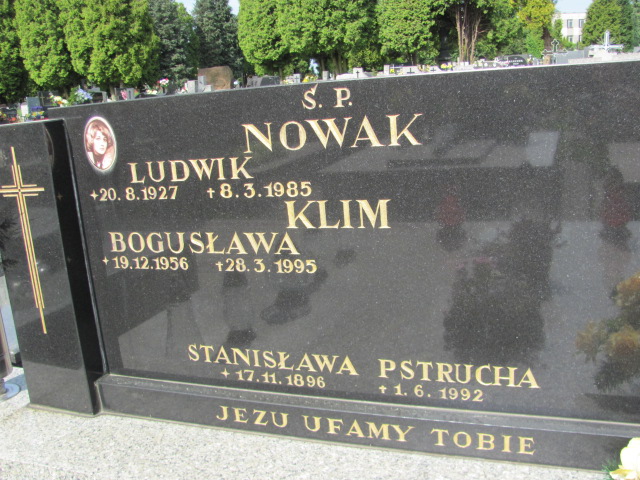 Ś. P.
NOWAK
LUDWIK
*20.8.1927 †8.3.1985
KLIM
BOGUSŁAWA
*19.12.1956 †28.3.1995
STANISŁAWA PSTRUCHA
*17.11.1896 †1.6.1992
JEZU UFAMY TOBIE